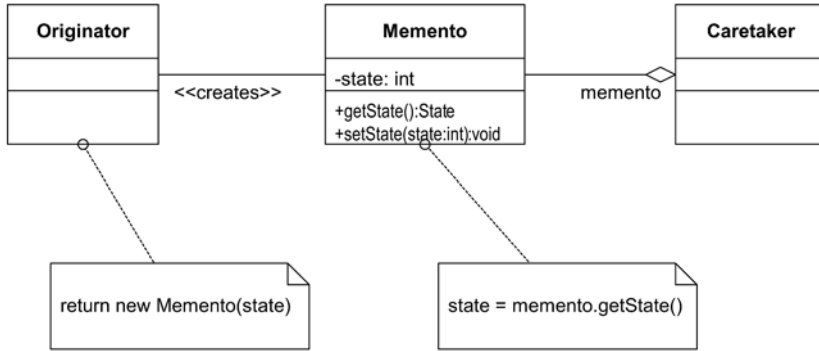 Originator
Memento
Caretaker
-state: int
<<creates>>
memento
+getState():State
+setState(state:int):void
return new Memento(state)
state = memento.getState()